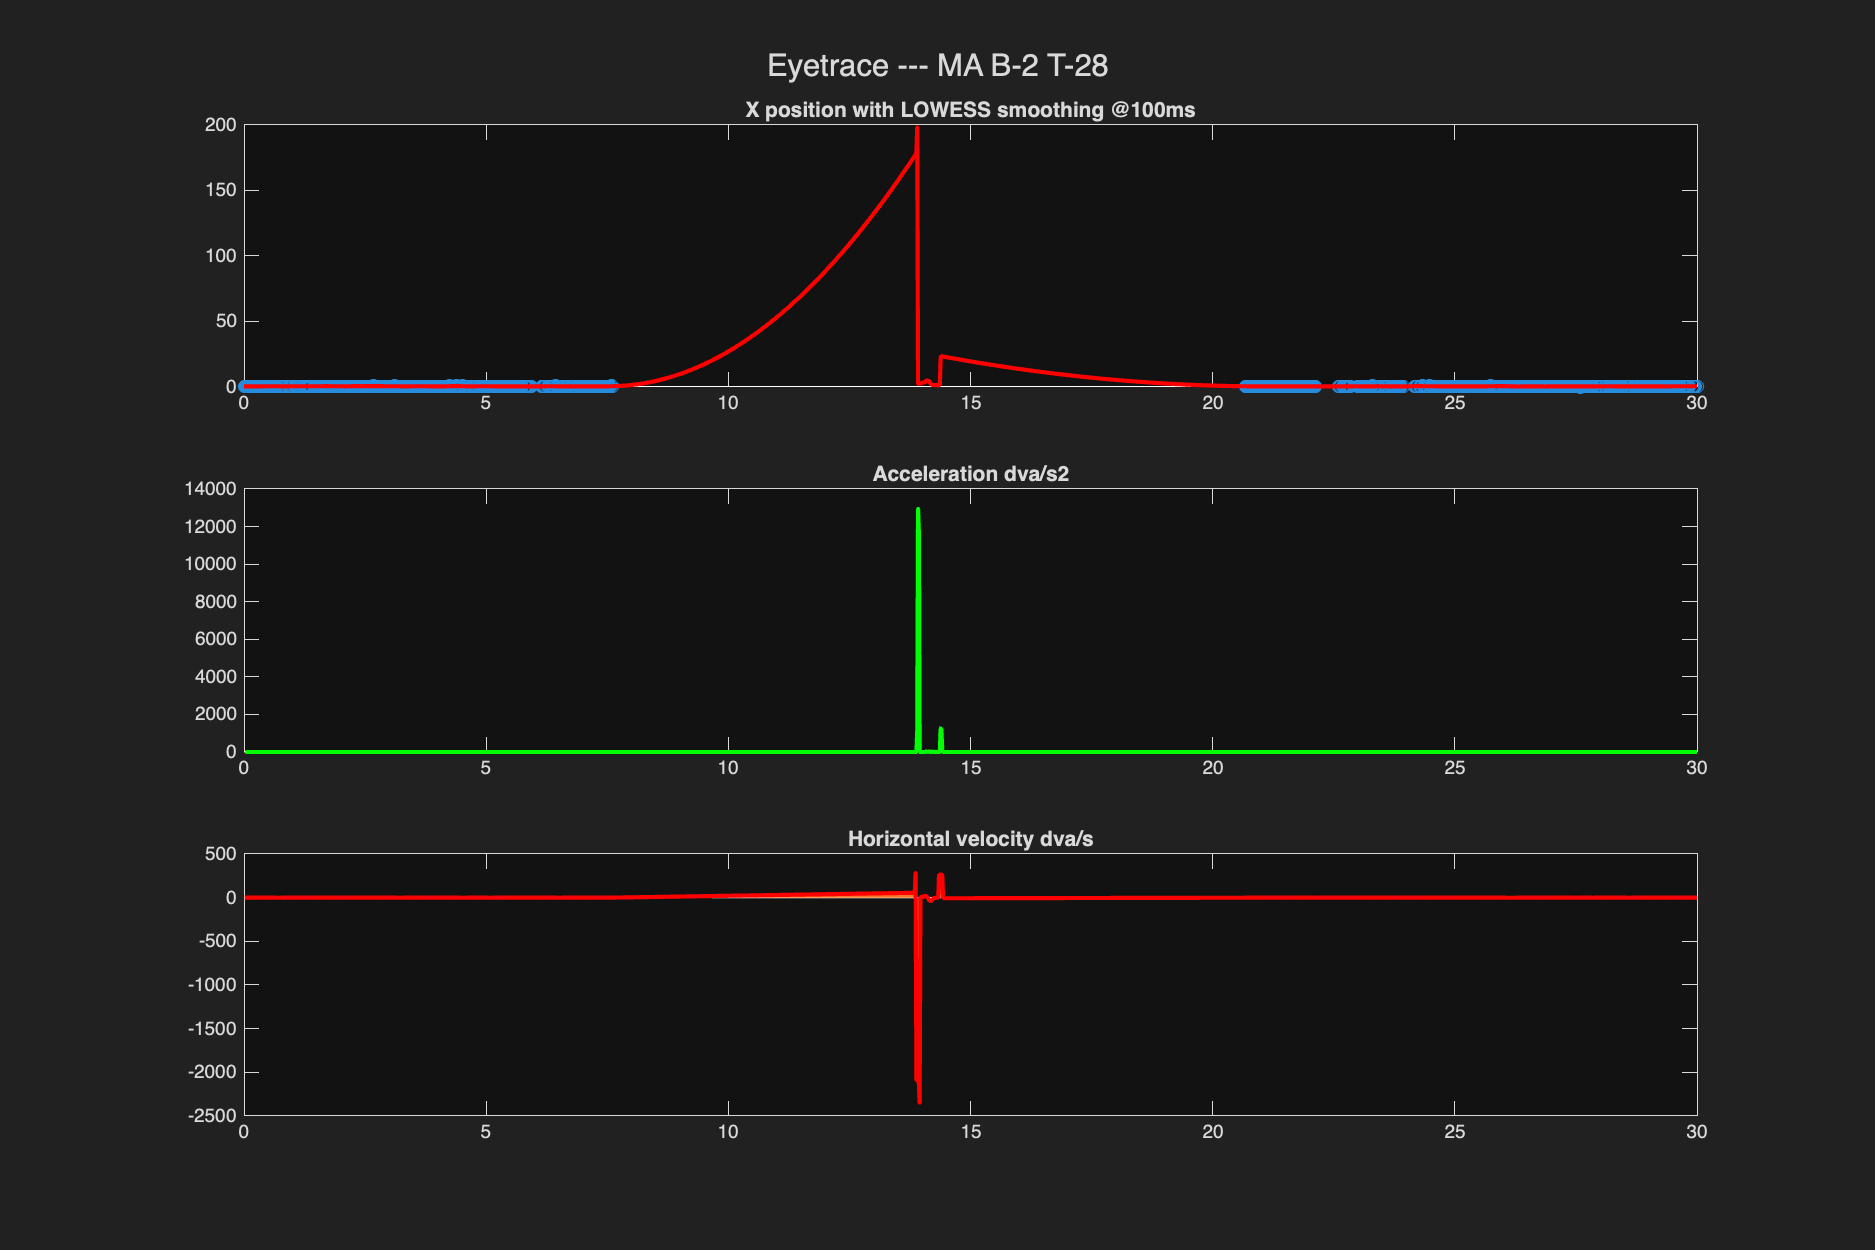 Eyetrace --- MA B-2 T-28
X position with LOWESS smoothing @100ms
200
150
100
50
0
0 5 10 15 20 25 30
Acceleration dva/s2
14000
12000
10000
8000
6000
4000
2000
0
0 5 10 15 20 25 30
Horizontal velocity dva/s
500
0
-500
-1000
-1500
-2000
-2500
0 5 10 15 20 25 30